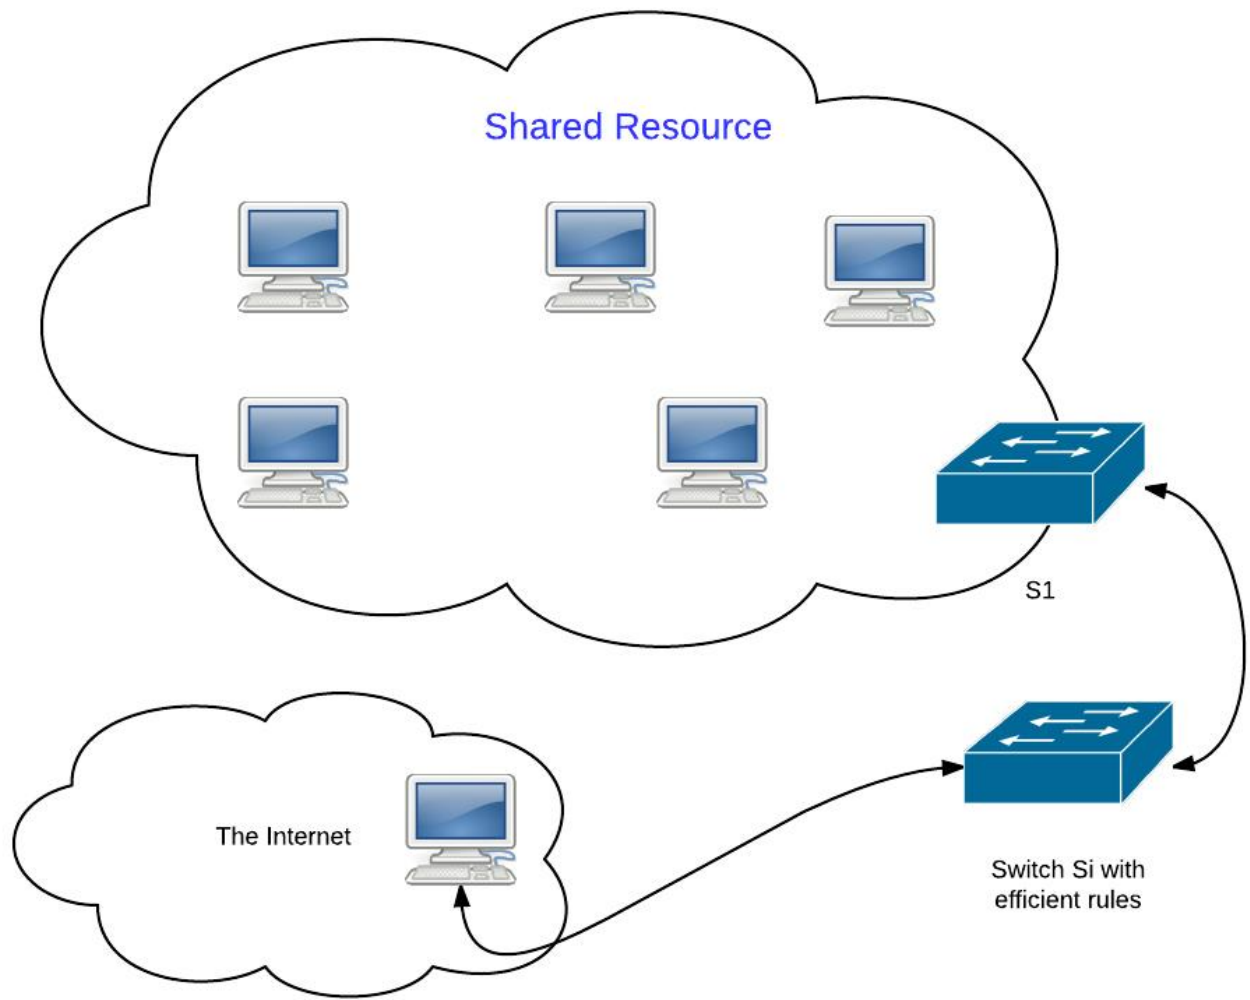 Shared Resource
S1
The Internet
Switch Si with
efficient rules